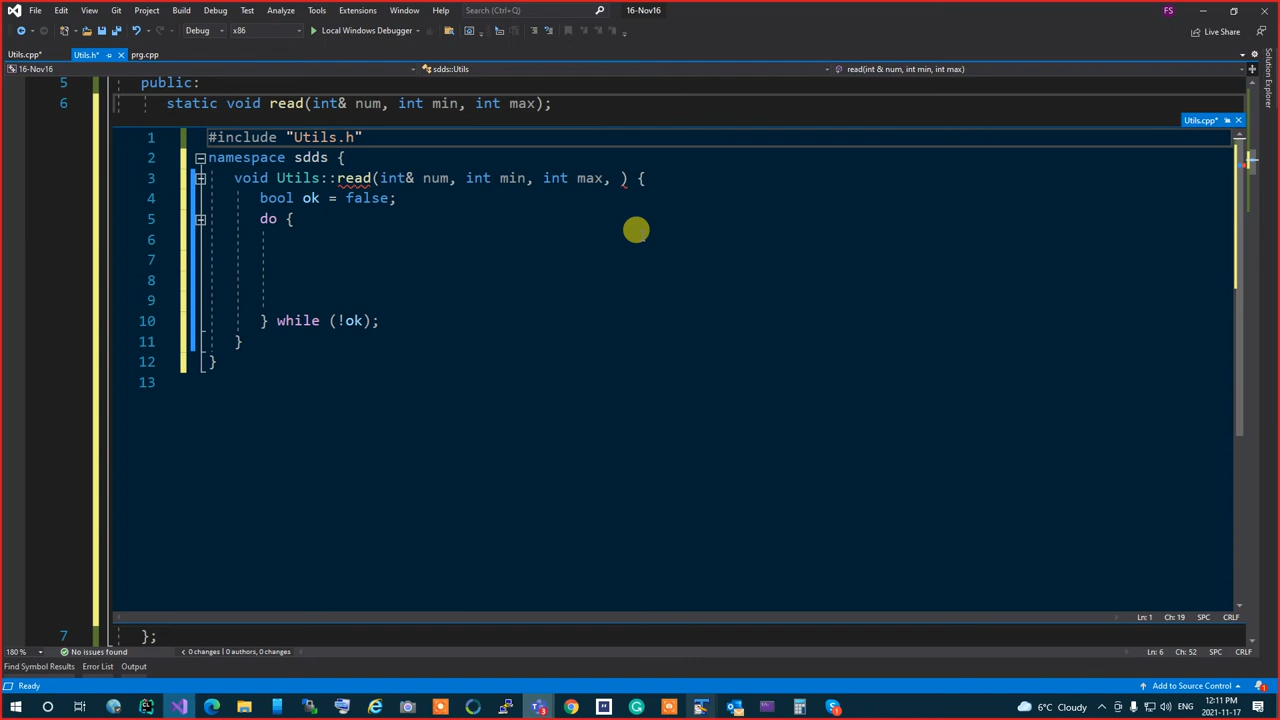 File Edit View Git Project Build Debug Test Analyze Tools Extensions Window Help Search (Ctrl+Q) 16-Nov16 FS
Debug x86 Local Windows Debugger Live Share
Utils.cpp* Utils.h* prg.cpp
16-Nov16 sdds::Utils read(int & num, int min, int max)
Solution Explorer
5 public:
6 static void read(int& num, int min, int max);
Utils.cpp*
1 #include "Utils.h"
2 namespace sdds {
3 void Utils::read(int& num, int min, int max, ) {
4 bool ok = false;
5 do {
6
7
8
9
10 } while (!ok);
11 }
12 }
13
Ln: 1 Ch: 19 SPC CRLF
7 };
180 % No issues found 0 changes | 0 authors, 0 changes Ln: 6 Ch: 52 SPC CRLF
Find Symbol Results Error List Output
Ready Add to Source Control
6°C Cloudy ENG 12:11 PM
2021-11-17